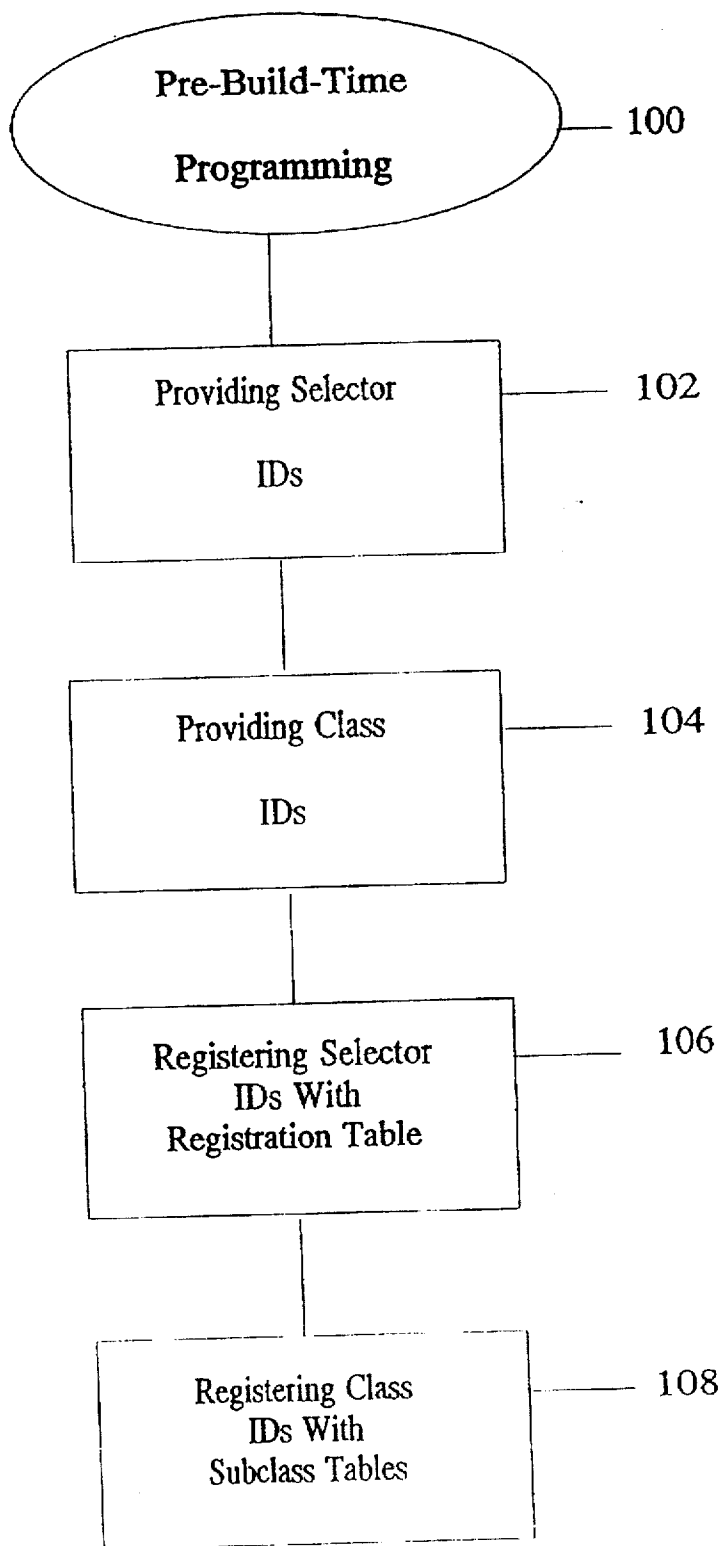 Pre-Build-Time
Programming
100
Providing Selector
IDs
102
Providing Class
IDs
104
Registering Selector
IDs With
Registration Table
106
Registering Class
IDs With
Subclass Tables
108